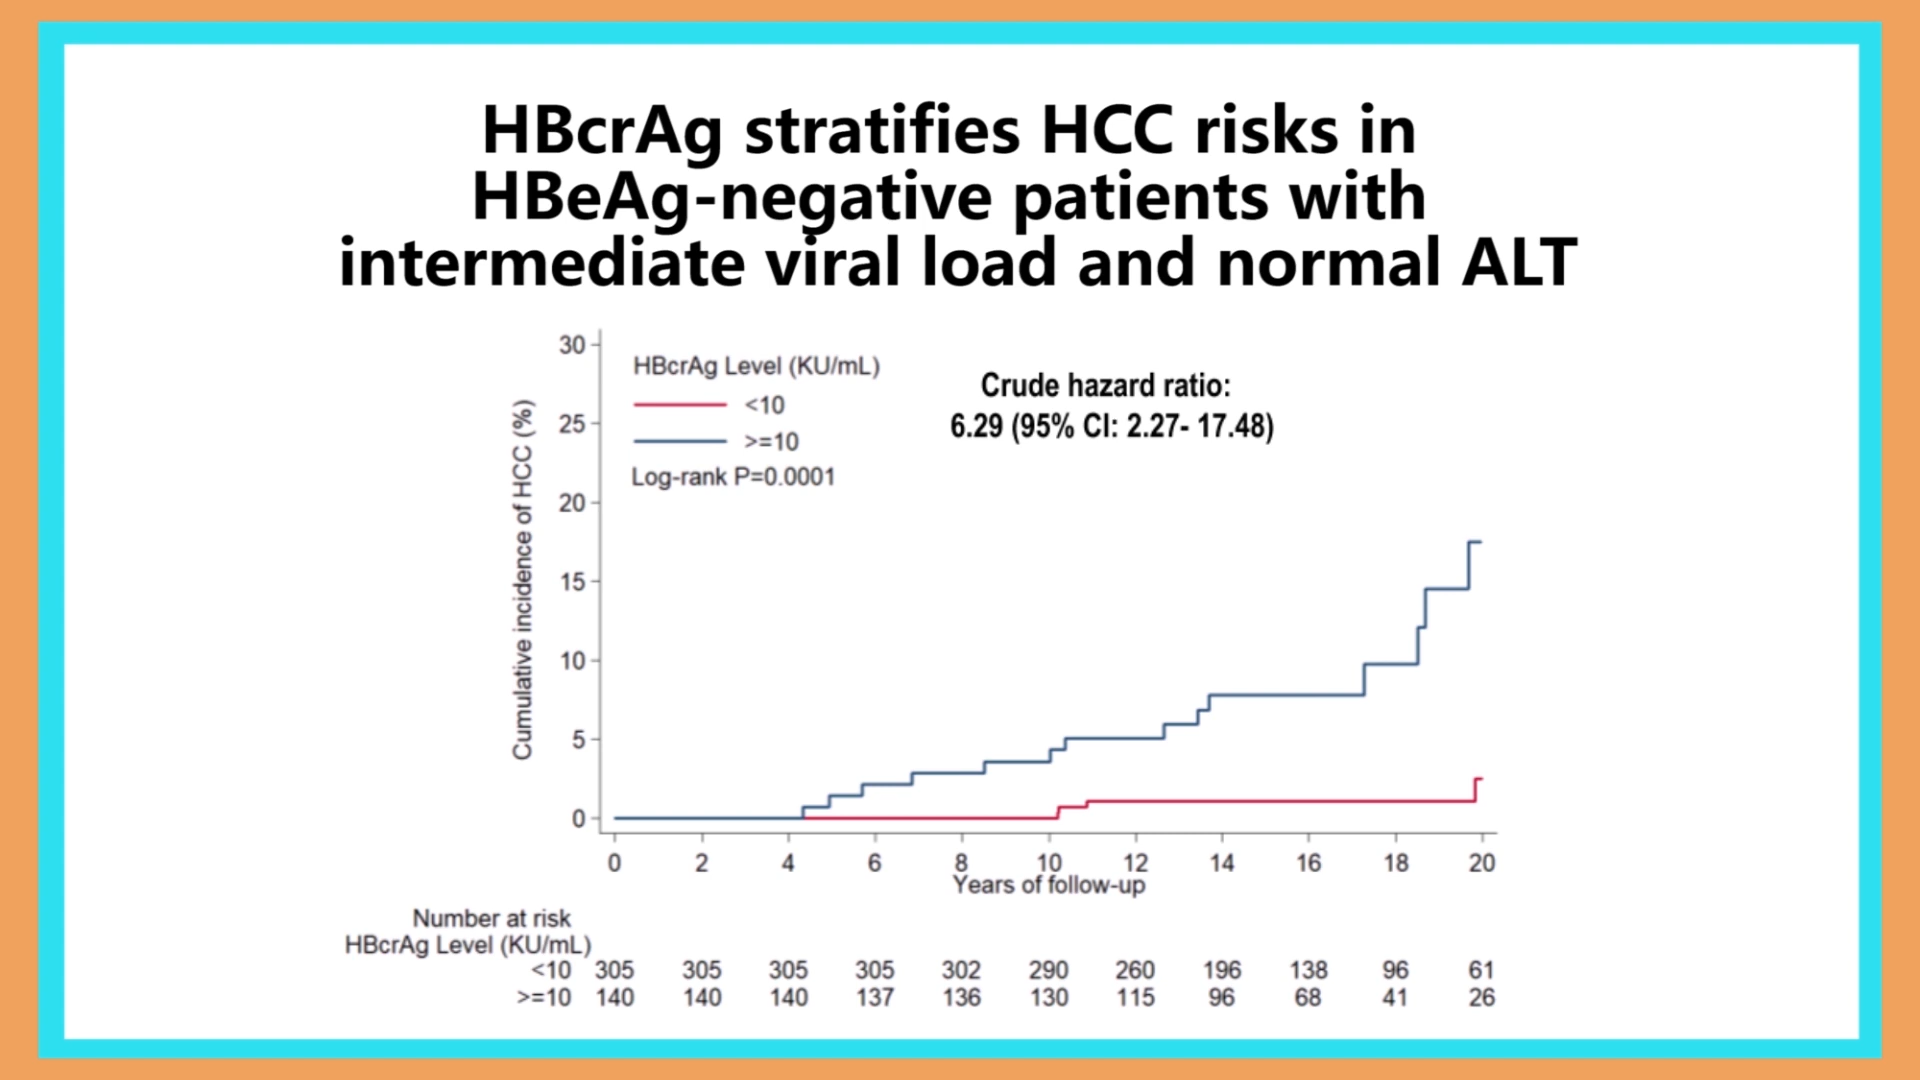 HBcrAg stratifies HCC risks in
HBeAg-negative patients with
intermediate viral load and normal ALT
HBcrAg Level (KU/mL)
<10
>=10
Log-rank P=0.0001
Crude hazard ratio:
6.29 (95% CI: 2.27- 17.48)
Cumulative incidence of HCC (%)
30
25
20
15
10
5
0
0 2 4 6 8 10 12 14 16 18 20
Years of follow-up
Number at risk
HBcrAg Level (KU/mL)
<10 305 305 305 305 302 290 260 196 138 96 61
>=10 140 140 140 137 136 130 115 96 68 41 26